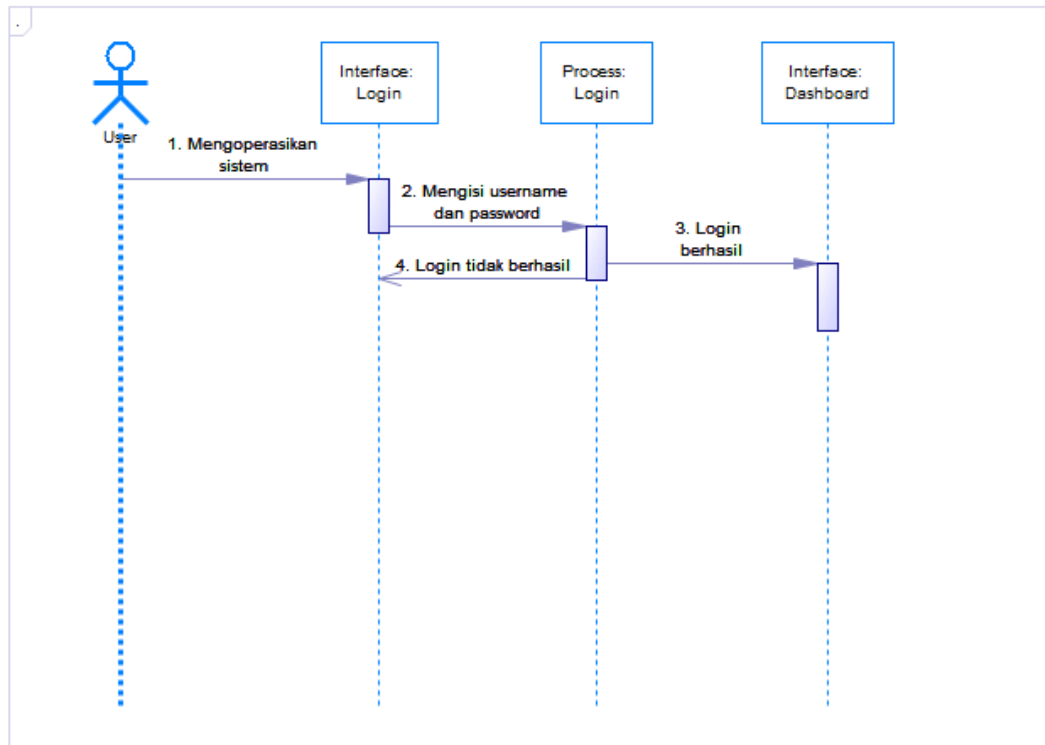 .
User
Interface:
Login
Process:
Login
Interface:
Dashboard
1. Mengoperasikan
sistem
2. Mengisi username
dan password
3. Login
berhasil
4. Login tidak berhasil